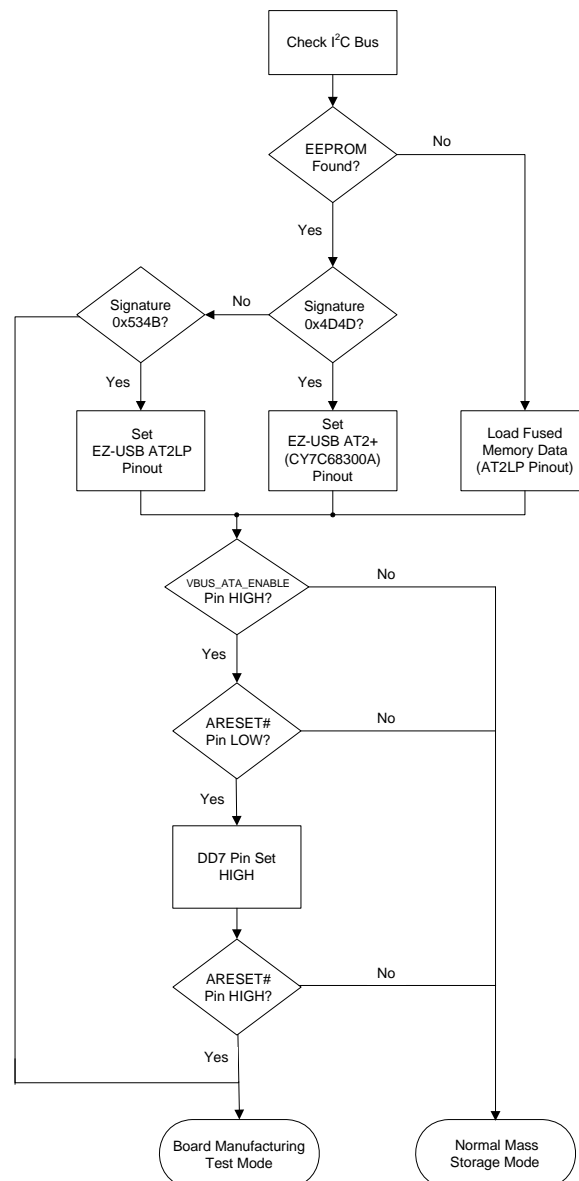 Check I²C Bus
EEPROM
Found?
No
Yes
Signature
0x534B?
No
Signature
0x4D4D?
Yes
Yes
Set
EZ-USB AT2LP
Pinout
Set
EZ-USB AT2+
(CY7C68300A)
Pinout
Load Fused
Memory Data
(AT2LP Pinout)
VBUS_ATA_ENABLE
Pin HIGH?
No
Yes
ARESET#
Pin LOW?
No
Yes
DD7 Pin Set
HIGH
ARESET#
Pin HIGH?
No
Yes
Board Manufacturing
Test Mode
Normal Mass
Storage Mode